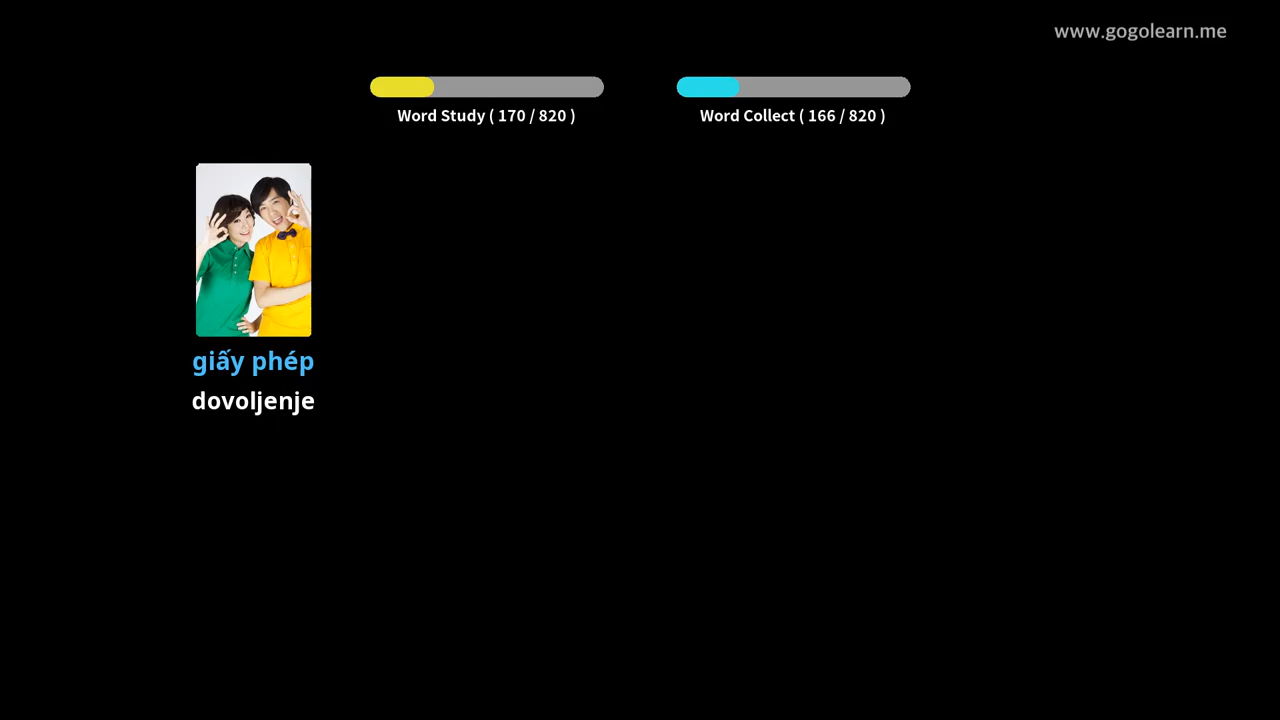 www.gogolearn.me
Word Study ( 170 / 820 )
Word Collect ( 166 / 820 )
giấy phép
dovoljenje